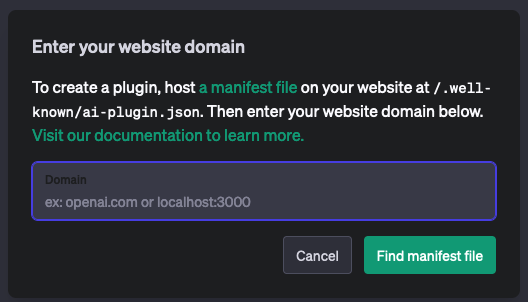 Enter your website domain
To create a plugin, host a manifest file on your website at /.well-
known/ai-plugin.json. Then enter your website domain below.
Visit our documentation to learn more.
Domain
ex: openai.com or localhost:3000
Cancel
Find manifest file